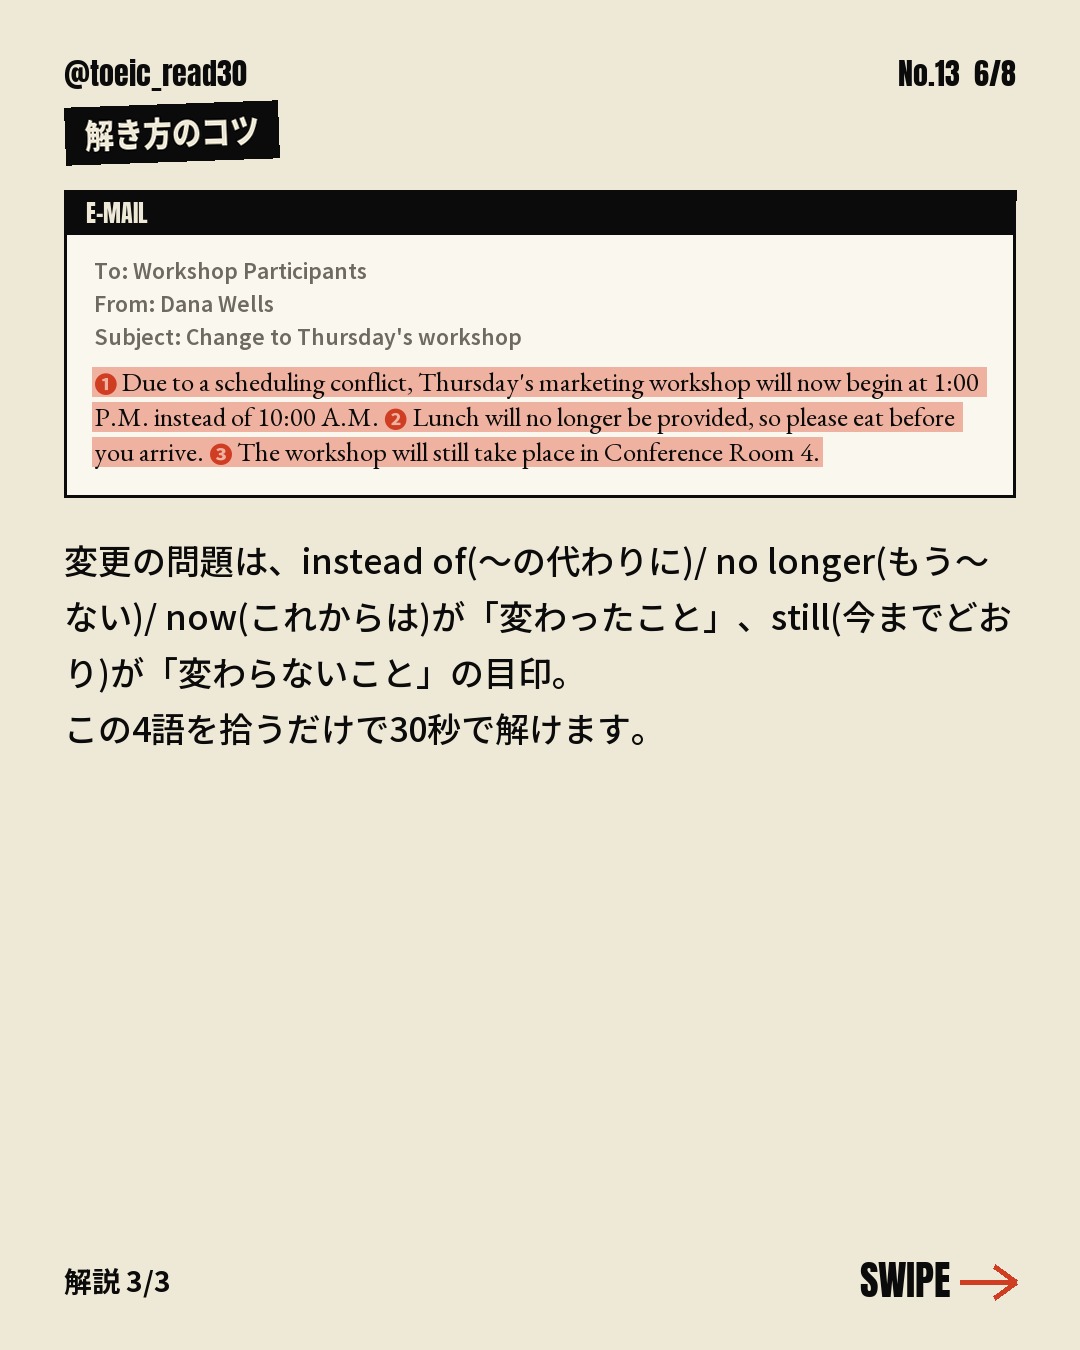 @toeic_read30
No.13 6/8
解き方のコツ
E-MAIL
To: Workshop Participants
From: Dana Wells
Subject: Change to Thursday's workshop
❶ Due to a scheduling conflict, Thursday's marketing workshop will now begin at 1:00
P.M. instead of 10:00 A.M. ❷ Lunch will no longer be provided, so please eat before
you arrive. ❸ The workshop will still take place in Conference Room 4.
変更の問題は、instead of(〜の代わりに)/ no longer(もう〜
ない)/ now(これからは)が「変わったこと」、still(今までどお
り)が「変わらないこと」の目印。
この4語を拾うだけで30秒で解けます。
解説 3/3
SWIPE